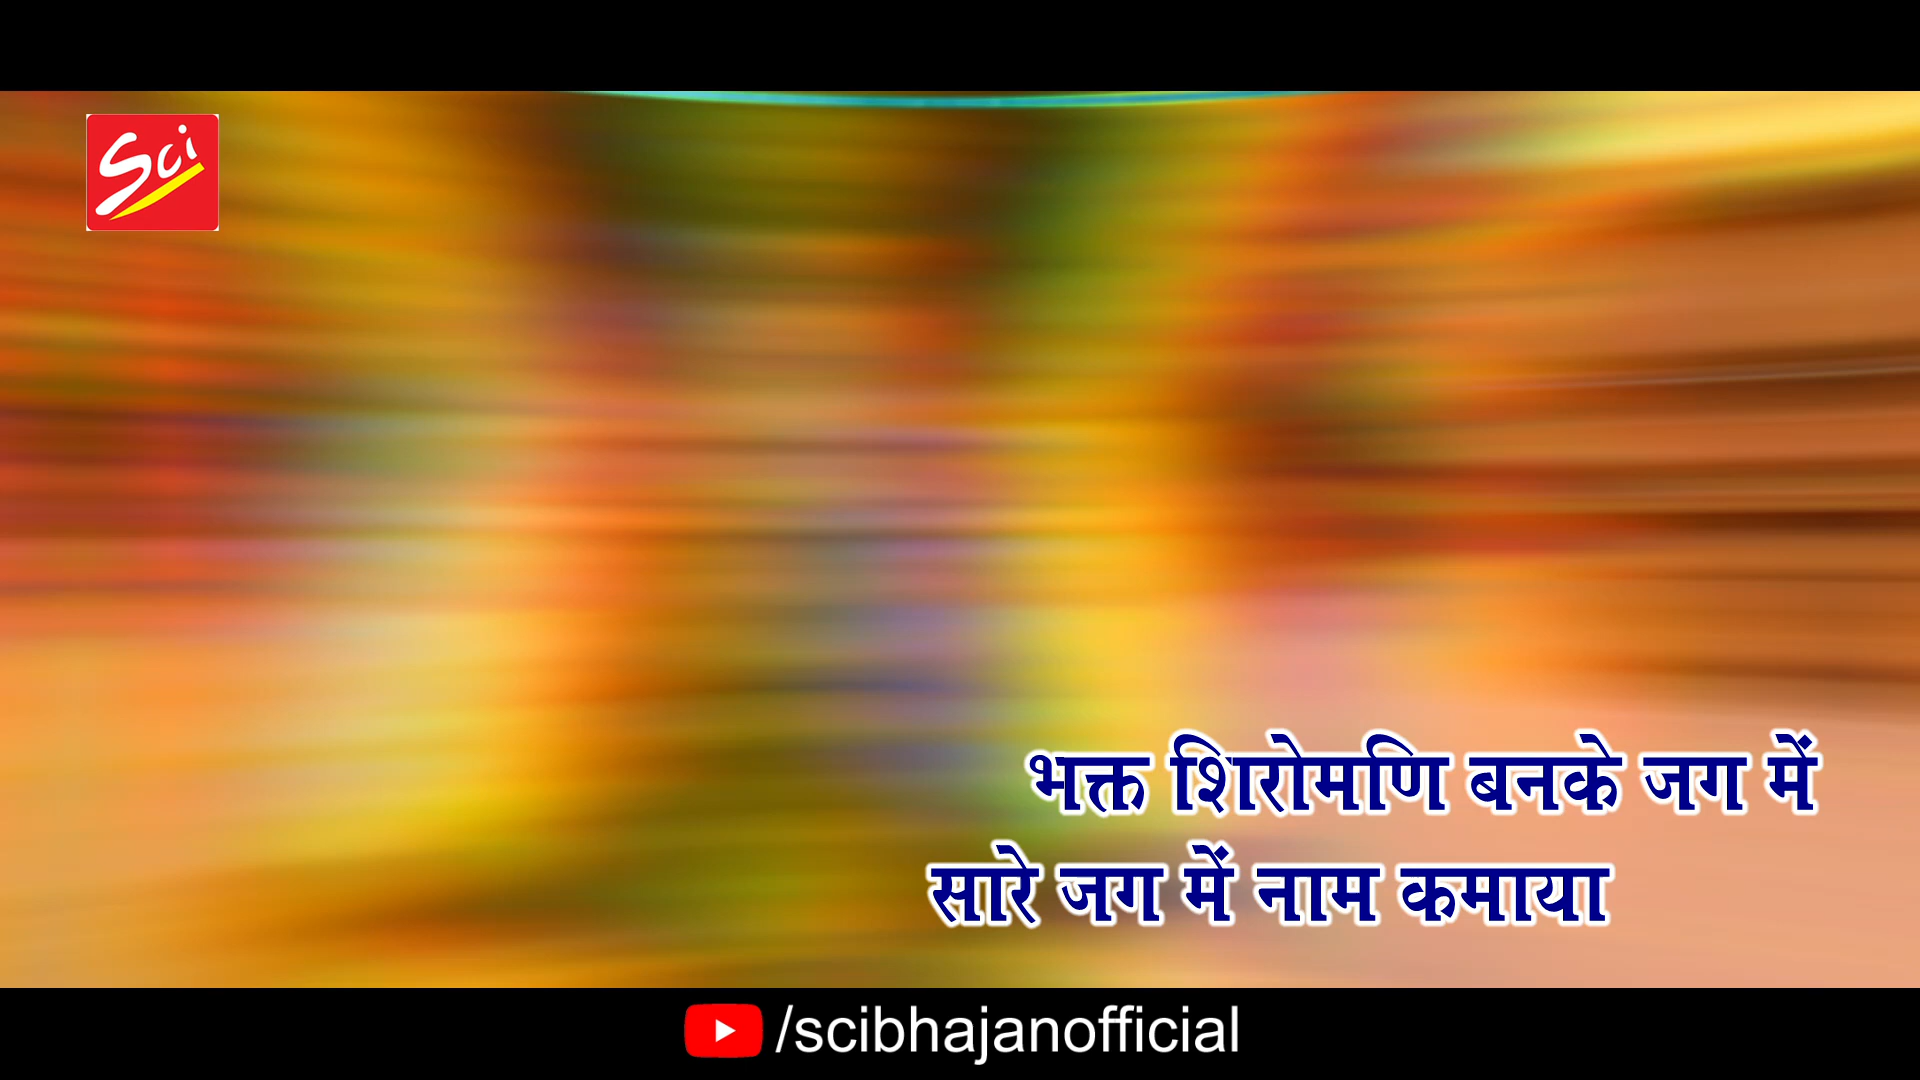 Sci
भक्त शिरोमणि बनके जग में
सारे जग में नाम कमाया
/scibhajanofficial